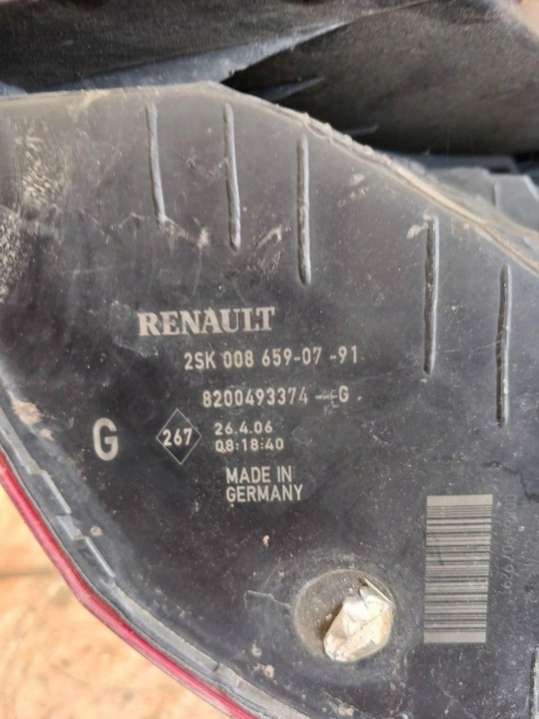 RENAULT
2SK 008 659-07 -91
8200493374 --G
G
267
26.4.06
08:18:40
MADE IN
GERMANY